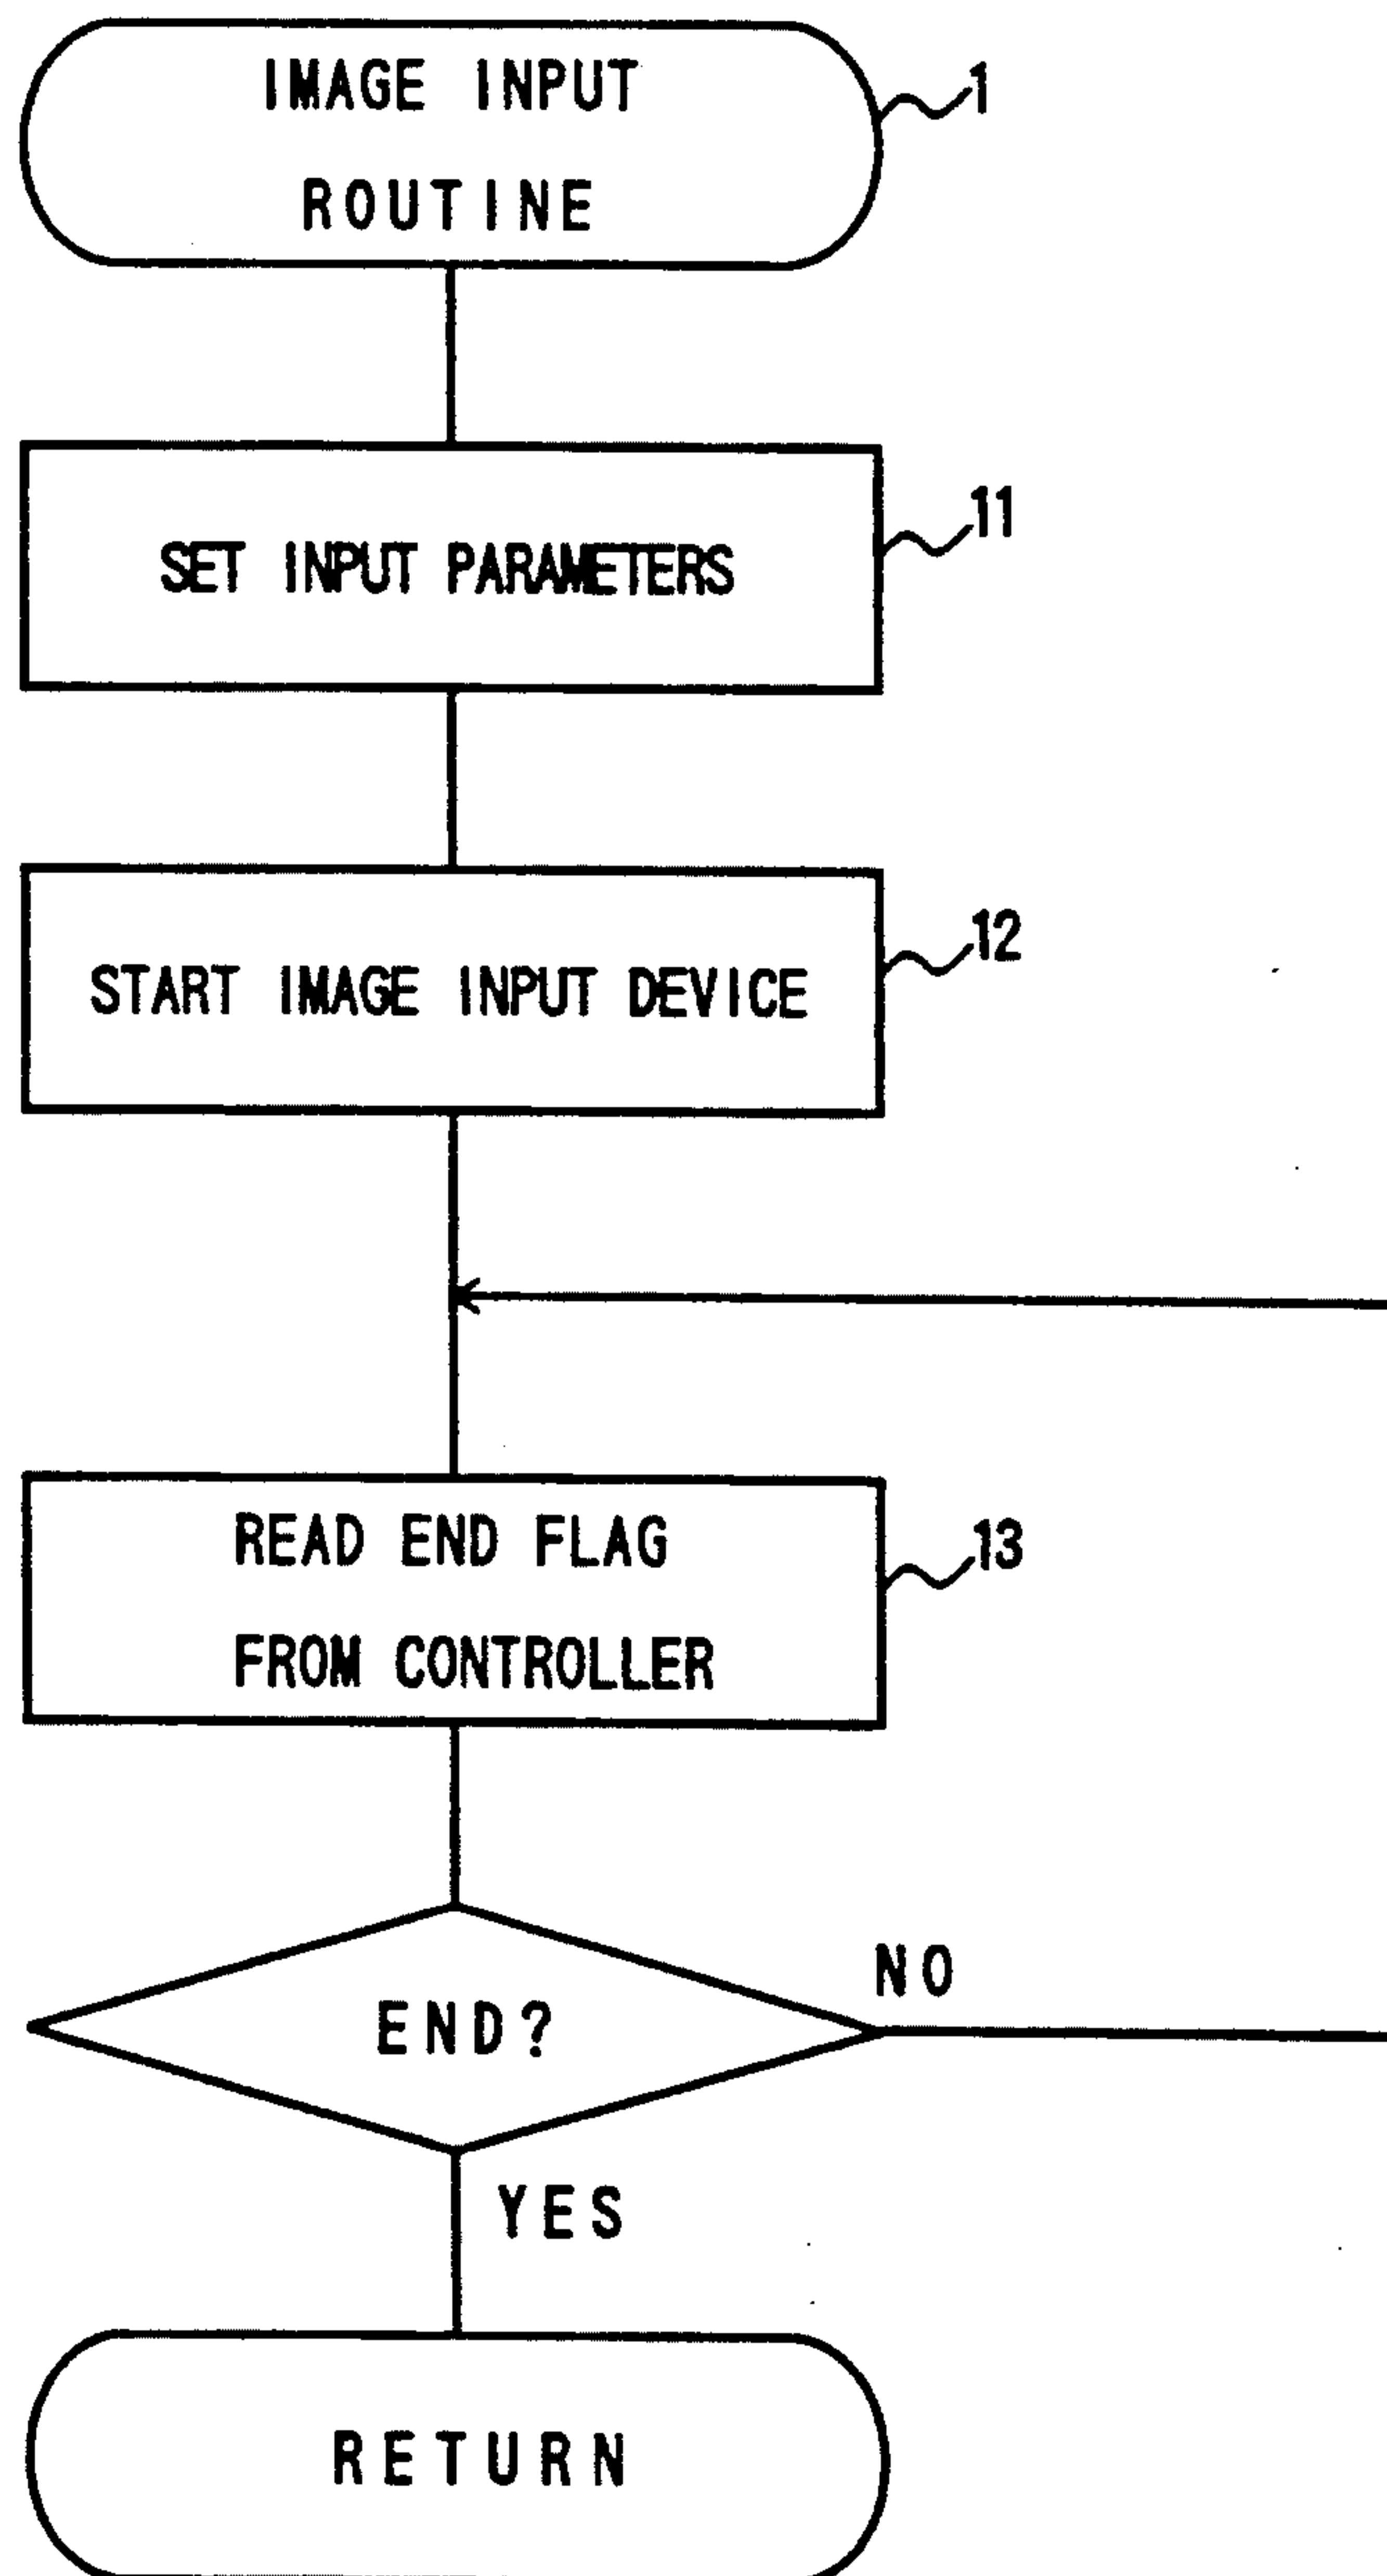 IMAGE INPUT
ROUTINE
1
SET INPUT PARAMETERS
11
START IMAGE INPUT DEVICE
12
READ END FLAG
FROM CONTROLLER
13
END?
NO
YES
RETURN